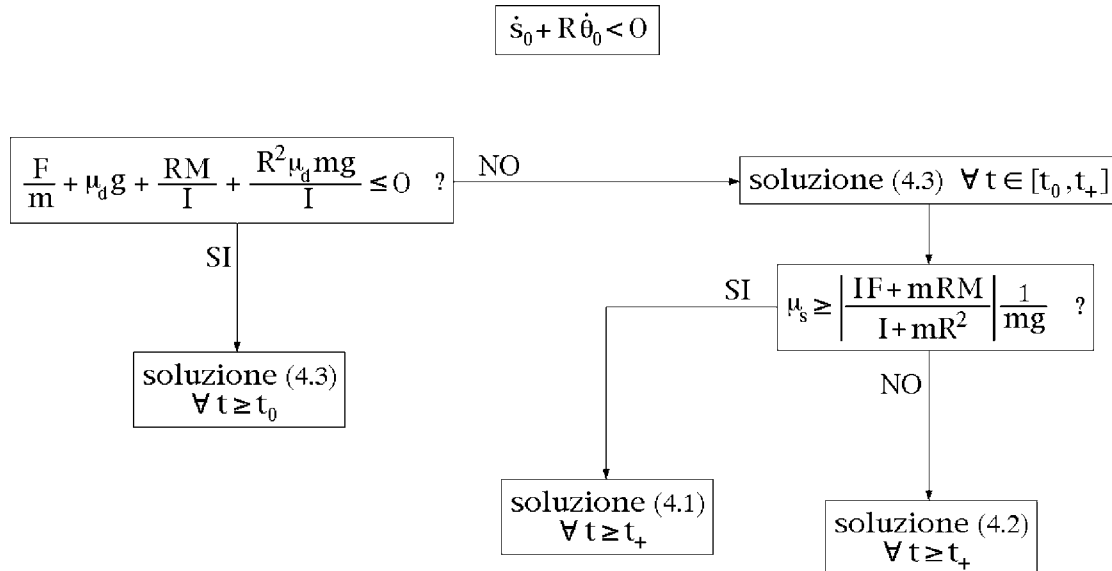 ṡ₀ + Rθ̇₀ < 0
F/m + μ_d g + RM/I + R²μ_d mg/I ≤ 0 ?
NO
soluzione (4.3) ∀ t ∈ [t₀, t₊]
SI
soluzione (4.3)
∀ t ≥ t₀
μ_s ≥ |(IF + mRM)/(I + mR²)| 1/mg ?
SI
NO
soluzione (4.1)
∀ t ≥ t₊
soluzione (4.2)
∀ t ≥ t₊